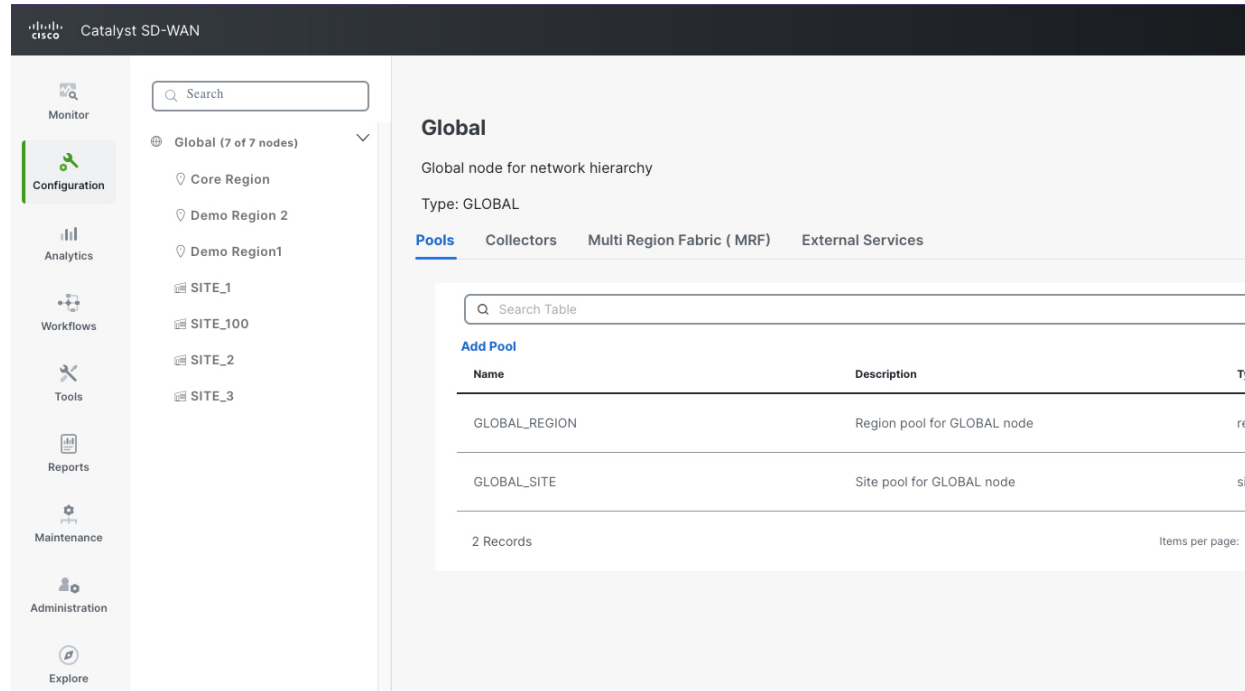 CISCO Catalyst SD-WAN
Monitor
Configuration
Analytics
Workflows
Tools
Reports
Maintenance
Administration
Explore
Search
Global (7 of 7 nodes)
Core Region
Demo Region 2
Demo Region1
SITE_1
SITE_100
SITE_2
SITE_3
Global
Global node for network hierarchy
Type: GLOBAL
Pools Collectors Multi Region Fabric ( MRF) External Services
Search Table
Add Pool
Name Description
GLOBAL_REGION Region pool for GLOBAL node
GLOBAL_SITE Site pool for GLOBAL node
2 Records Items per page: